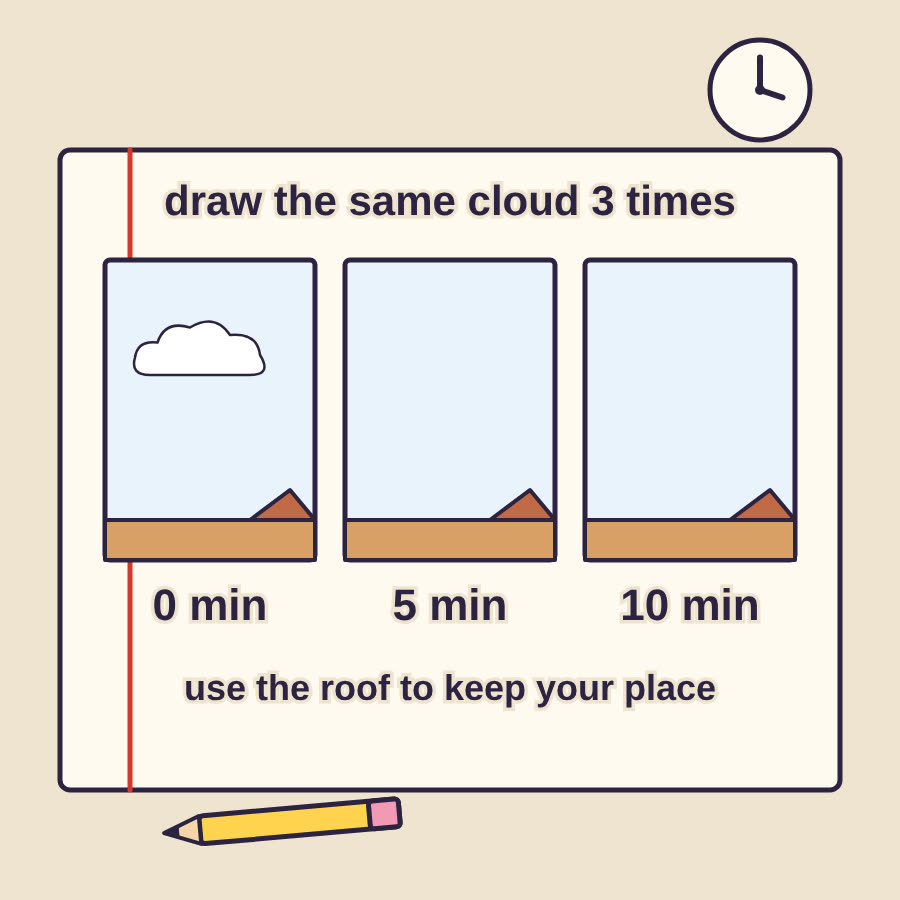 draw the same cloud 3 times
0 min
5 min
10 min
use the roof to keep your place